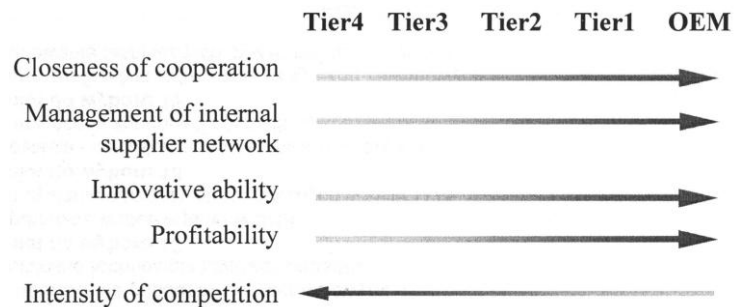 Tier4 Tier3 Tier2 Tier1 OEM
Closeness of cooperation
Management of internal
supplier network
Innovative ability
Profitability
Intensity of competition